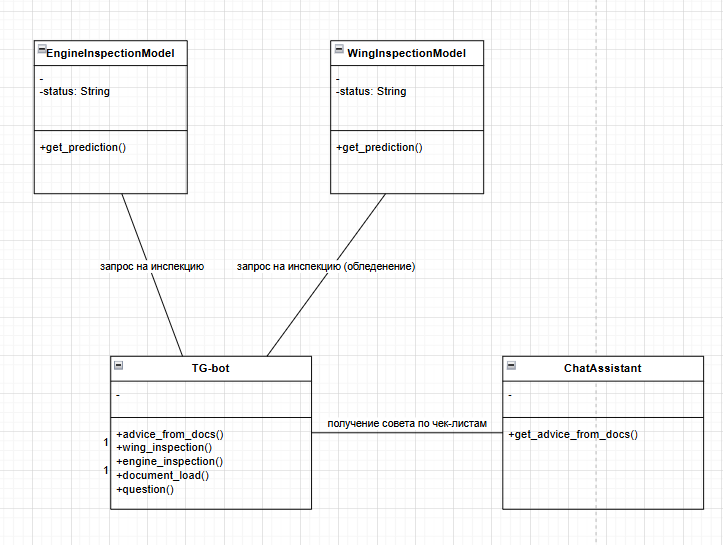 EngineInspectionModel
-
-status: String
+get_prediction()
WingInspectionModel
-
-status: String
+get_prediction()
запрос на инспекцию
запрос на инспекцию (обледенение)
TG-bot
-
+advice_from_docs()
+wing_inspection()
+engine_inspection()
+document_load()
+question()
1
1
получение совета по чек-листам
ChatAssistant
-
+get_advice_from_docs()